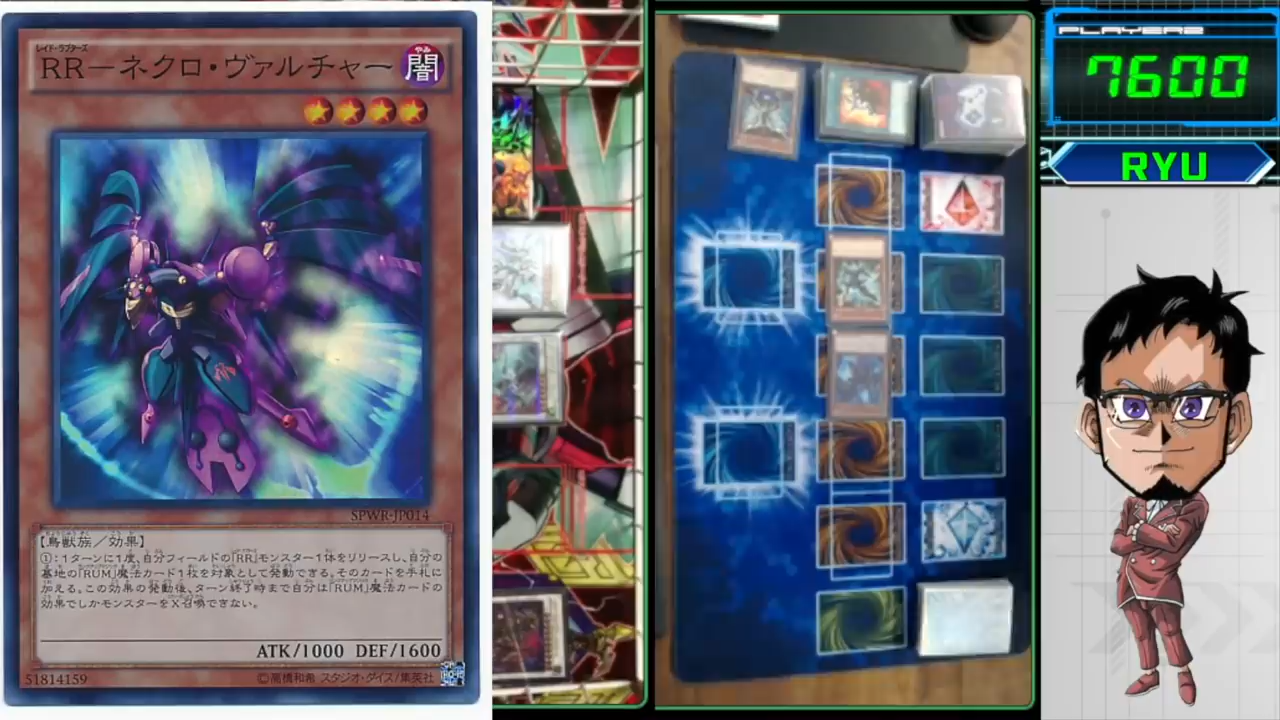 レイド・ラプターズ
RR－ネクロ・ヴァルチャー
やみ
闇
SPWR-JP014
【鳥獣族／効果】
①：1ターンに1度、自分フィールドの「RR」モンスター1体をリリースし、自分の
墓地の「RUM」魔法カード1枚を対象として発動できる。そのカードを手札に
加える。この効果の発動後、ターン終了時まで自分は「RUM」魔法カードの
効果でしかモンスターをX召喚できない。
ATK/1000 DEF/1600
51814159
©高橋和希 スタジオ・ダイス/集英社
PLAYER2
7600
RYU